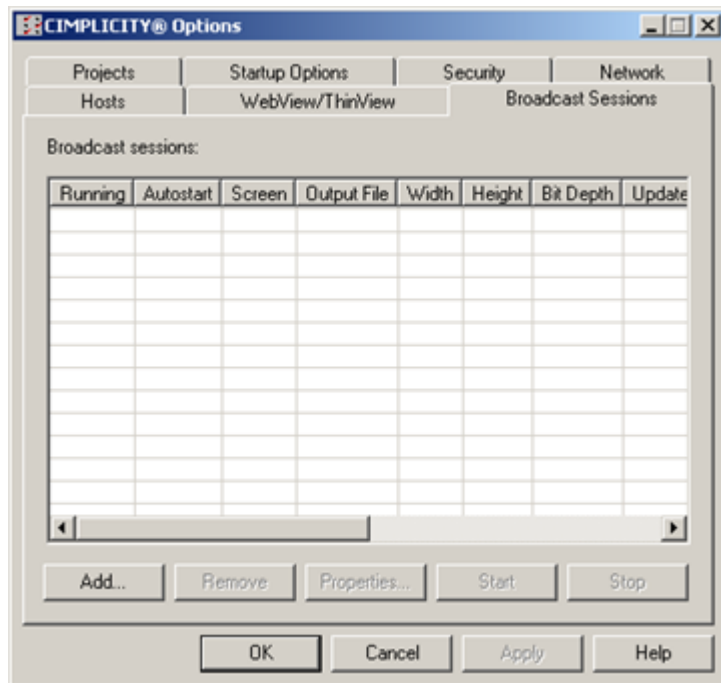 CIMPLICITY® Options
Projects Startup Options Security Network
Hosts WebView/ThinView Broadcast Sessions
Broadcast sessions:
Running Autostart Screen Output File Width Height Bit Depth Update
Add... Remove Properties... Start Stop
OK Cancel Apply Help